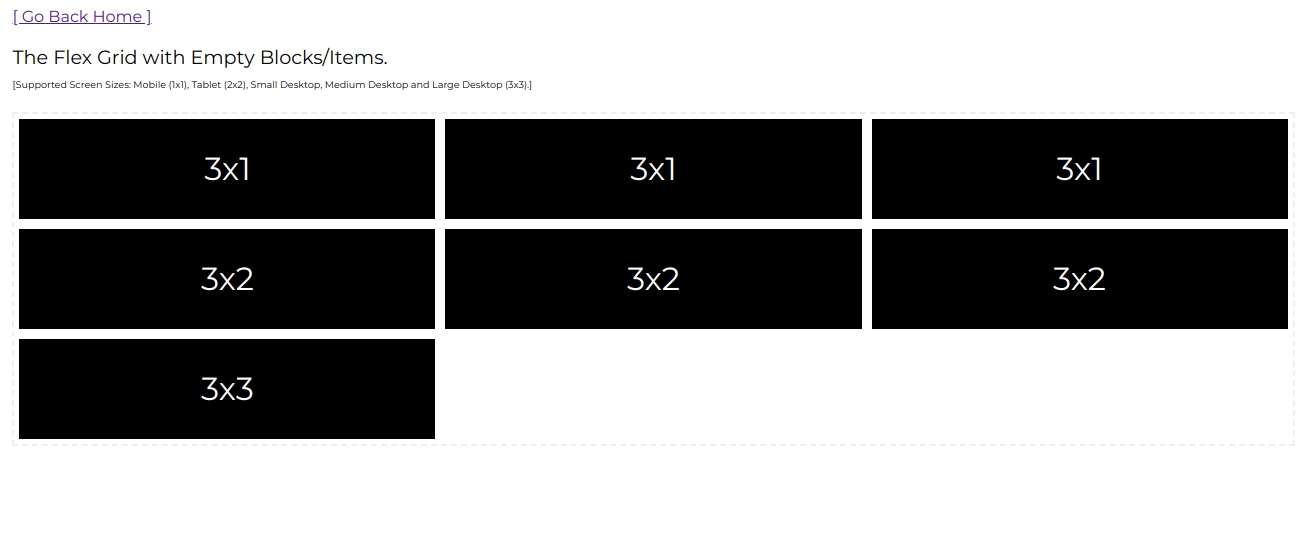 [ Go Back Home ]
The Flex Grid with Empty Blocks/Items.
[Supported Screen Sizes: Mobile (1x1), Tablet (2x2), Small Desktop, Medium Desktop and Large Desktop (3x3).]
3x1 3x1 3x1
3x2 3x2 3x2
3x3